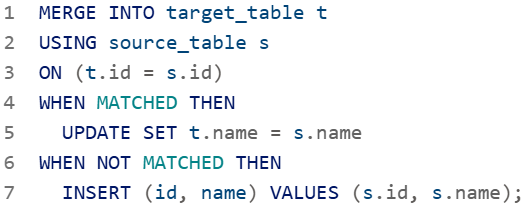 1 MERGE INTO target_table t
2 USING source_table s
3 ON (t.id = s.id)
4 WHEN MATCHED THEN
5   UPDATE SET t.name = s.name
6 WHEN NOT MATCHED THEN
7   INSERT (id, name) VALUES (s.id, s.name);